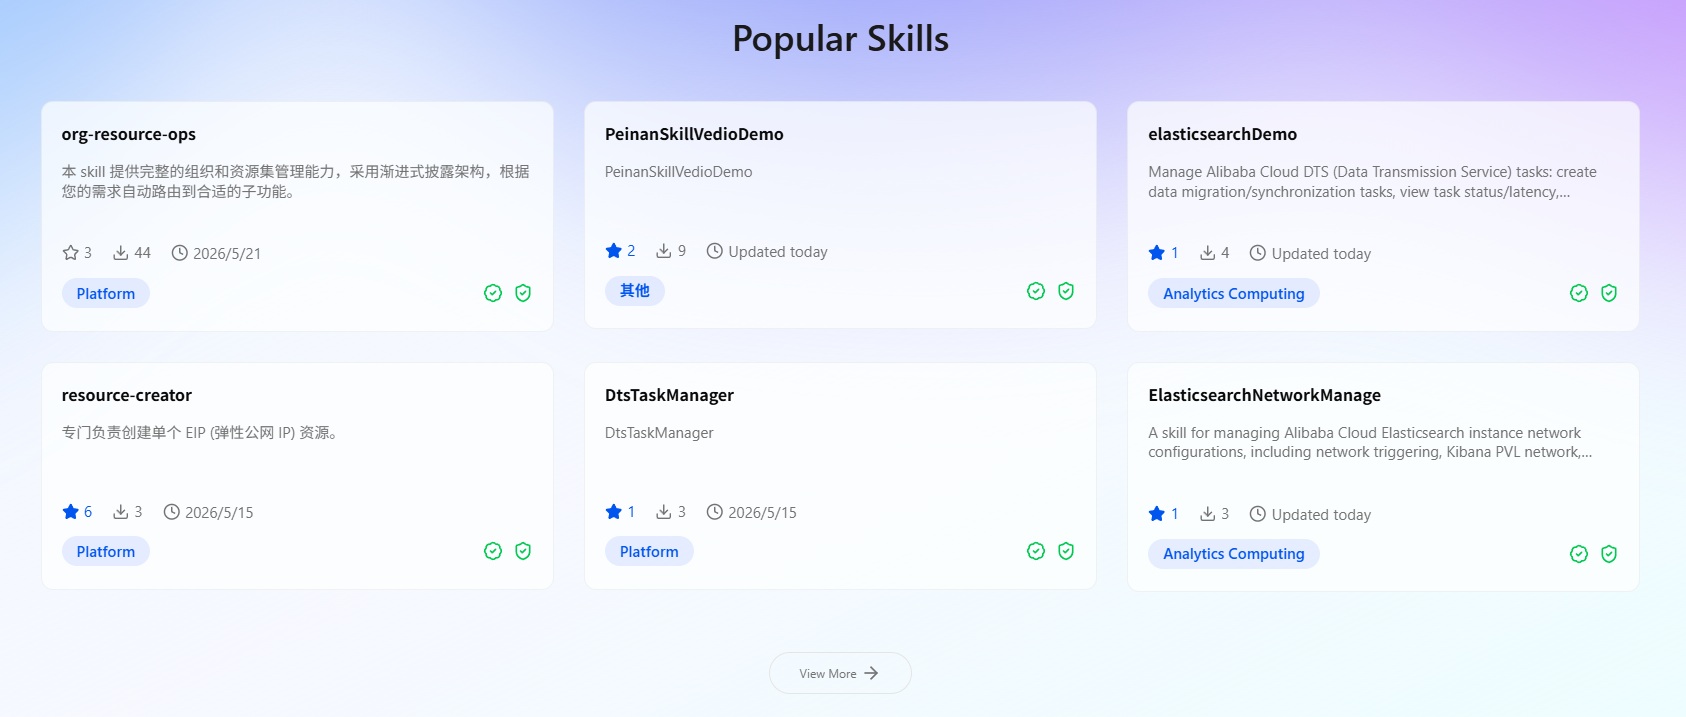 Popular Skills
org-resource-ops
本 skill 提供完整的组织和资源集管理能力，采用渐进式披露架构，根据
您的需求自动路由到合适的子功能。
3 44 2026/5/21
Platform
PeinanSkillVedioDemo
PeinanSkillVedioDemo
2 9 Updated today
其他
elasticsearchDemo
Manage Alibaba Cloud DTS (Data Transmission Service) tasks: create
data migration/synchronization tasks, view task status/latency,...
1 4 Updated today
Analytics Computing
resource-creator
专门负责创建单个 EIP (弹性公网 IP) 资源。
6 3 2026/5/15
Platform
DtsTaskManager
DtsTaskManager
1 3 2026/5/15
Platform
ElasticsearchNetworkManage
A skill for managing Alibaba Cloud Elasticsearch instance network
configurations, including network triggering, Kibana PVL network,...
1 3 Updated today
Analytics Computing
View More